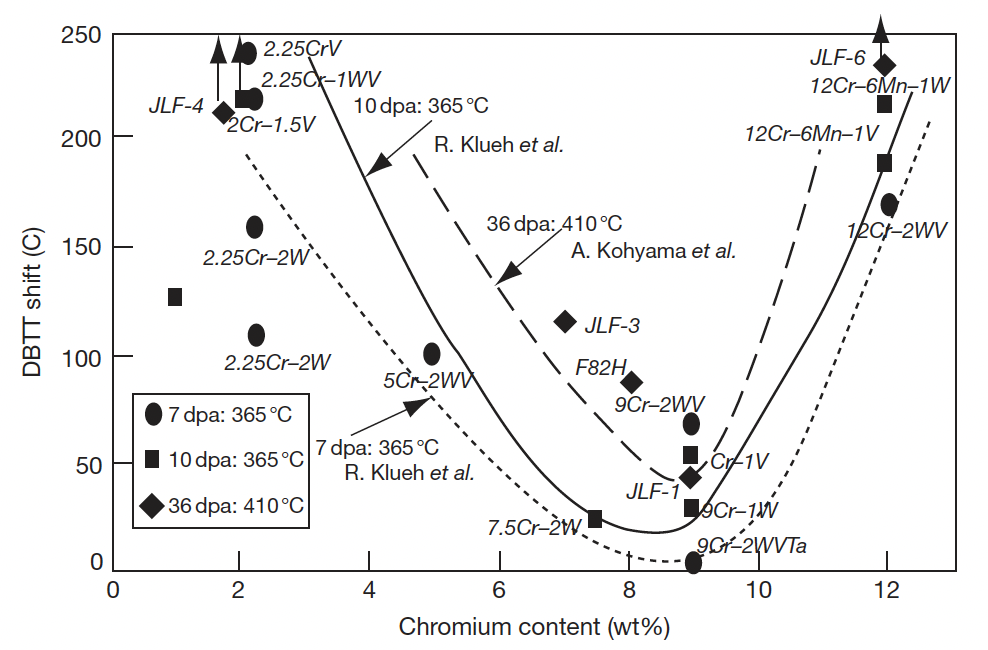 250
2.25CrV
JLF-6
2.25Cr–1WV
12Cr–6Mn–1W
JLF-4
10 dpa: 365 °C
2Cr–1.5V
12Cr–6Mn–1V
200
R. Klueh et al.
36 dpa: 410 °C
12Cr–2WV
150
A. Kohyama et al.
2.25Cr–2W
DBTT shift (C)
JLF-3
100
2.25Cr–2W
F82H
5Cr–2WV
9Cr–2WV
7 dpa: 365 °C
10 dpa: 365 °C
36 dpa: 410 °C
7 dpa: 365 °C
R. Klueh et al.
50
Cr–1V
JLF-1
9Cr–1W
7.5Cr–2W
9Cr–2WVTa
0
0 2 4 6 8 10 12
Chromium content (wt%)